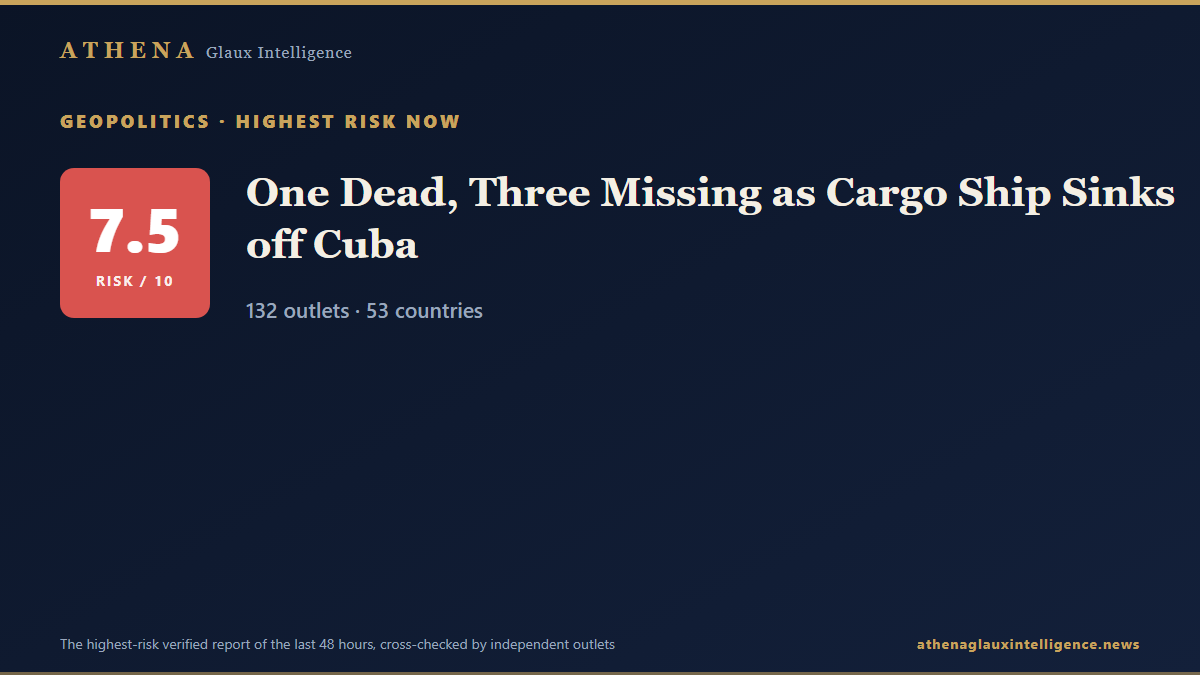 ATHENA Glaux Intelligence
GEOPOLITICS · HIGHEST RISK NOW
7.5
RISK / 10
One Dead, Three Missing as Cargo Ship Sinks
off Cuba
132 outlets · 53 countries
The highest-risk verified report of the last 48 hours, cross-checked by independent outlets
athenaglauxintelligence.news